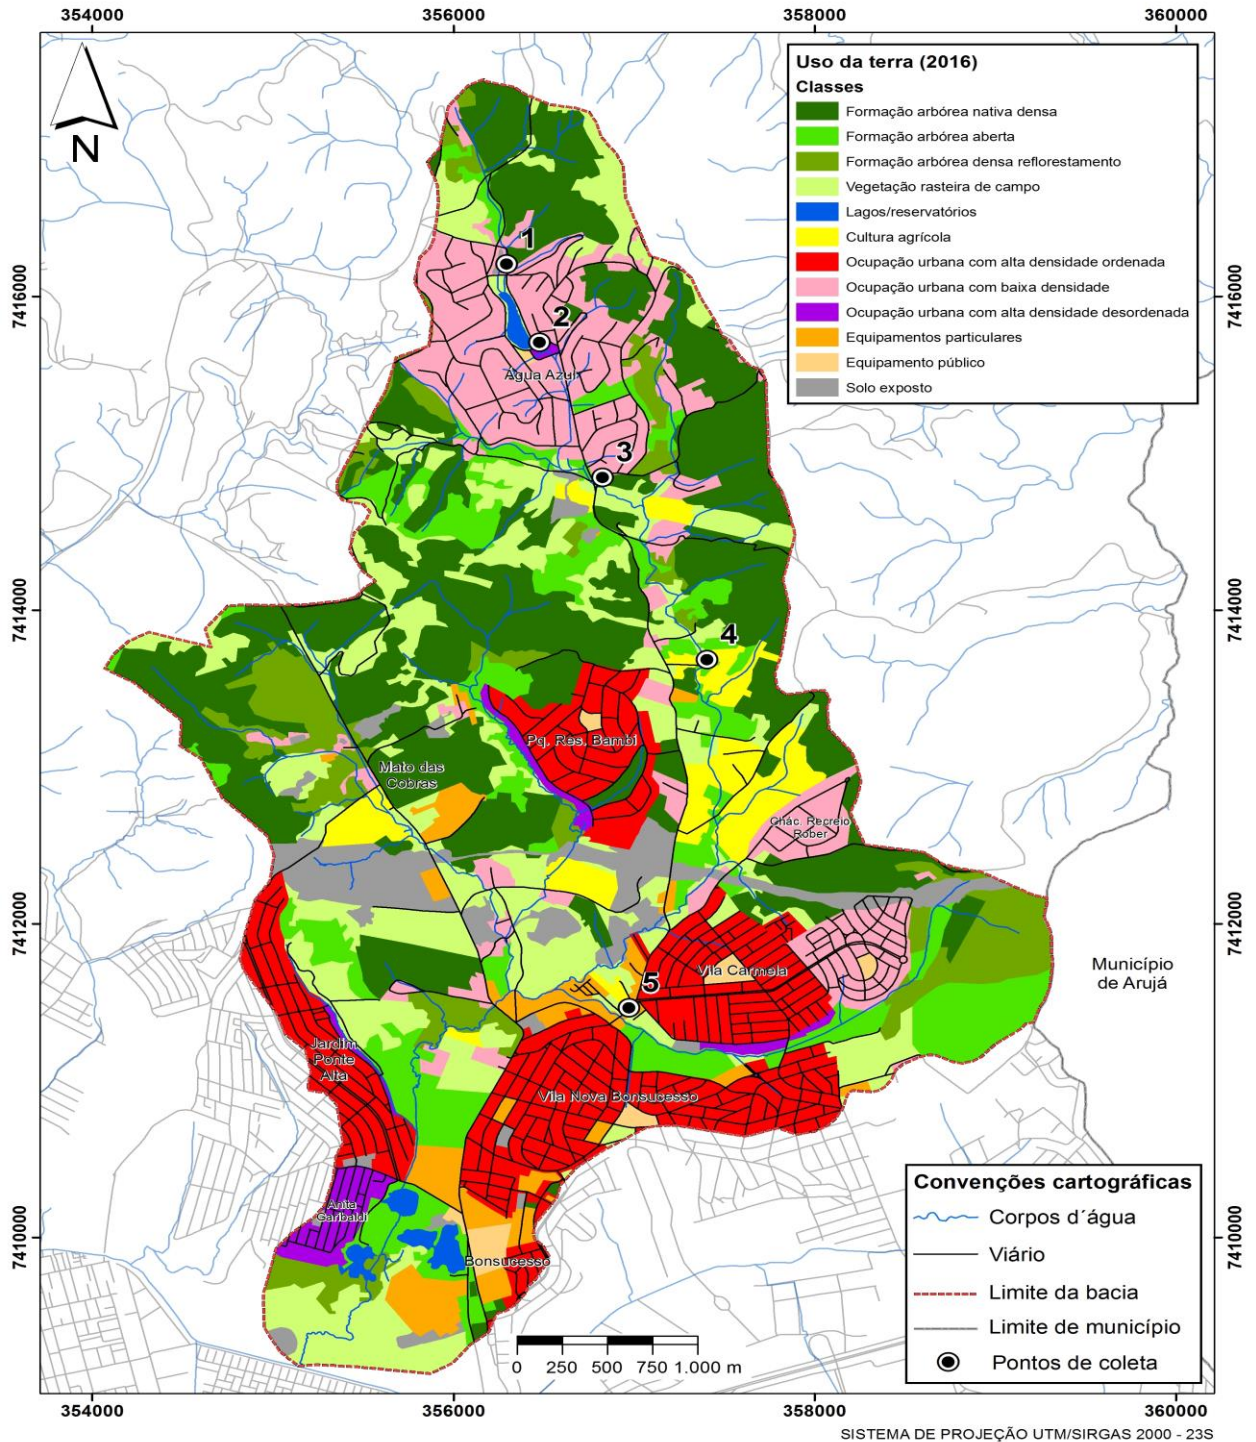 354000
356000
358000
360000
Uso da terra (2016)
Classes
Formação arbórea nativa densa
Formação arbórea aberta
Formação arbórea densa reflorestamento
Vegetação rasteira de campo
Lagos/reservatórios
Cultura agrícola
Ocupação urbana com alta densidade ordenada
Ocupação urbana com baixa densidade
Ocupação urbana com alta densidade desordenada
Equipamentos particulares
Equipamento público
Solo exposto
N
1
7416000
7416000
2
Água Azul
3
7414000
7414000
4
Pq. Res. Bambi
Mato das
Cobras
Chác. Recreio
Rober
7412000
7412000
Vila Carmela
Município
de Arujá
5
Jardim
Ponte
Alta
Vila Nova Bonsucesso
Anita
Garibaldi
7410000
7410000
Bonsucesso
Convenções cartográficas
Corpos d´água
Viário
Limite da bacia
Limite de município
Pontos de coleta
0 250 500 750 1.000 m
354000
356000
358000
360000
SISTEMA DE PROJEÇÃO UTM/SIRGAS 2000 - 23S